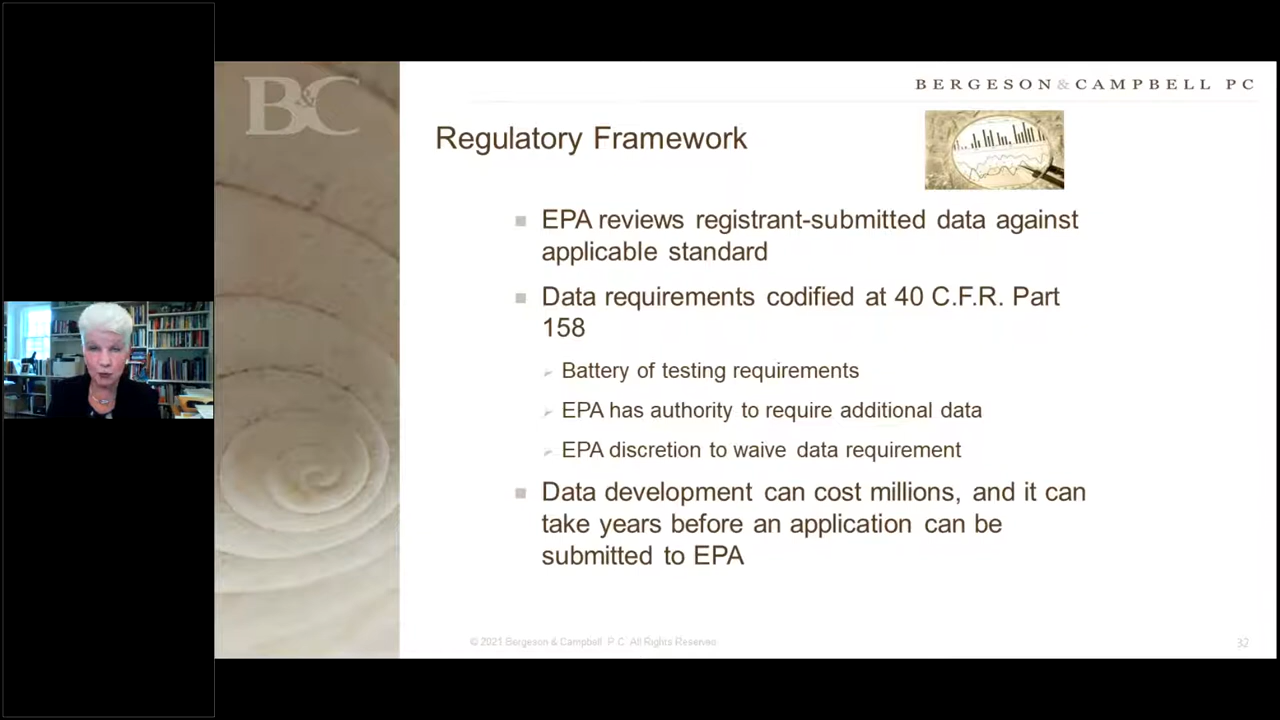 B&C
BERGESON&CAMPBELL PC
Regulatory Framework
EPA reviews registrant-submitted data against
applicable standard
Data requirements codified at 40 C.F.R. Part
158
Battery of testing requirements
EPA has authority to require additional data
EPA discretion to waive data requirement
Data development can cost millions, and it can
take years before an application can be
submitted to EPA
© 2021 Bergeson & Campbell P.C. All Rights Reserved
32